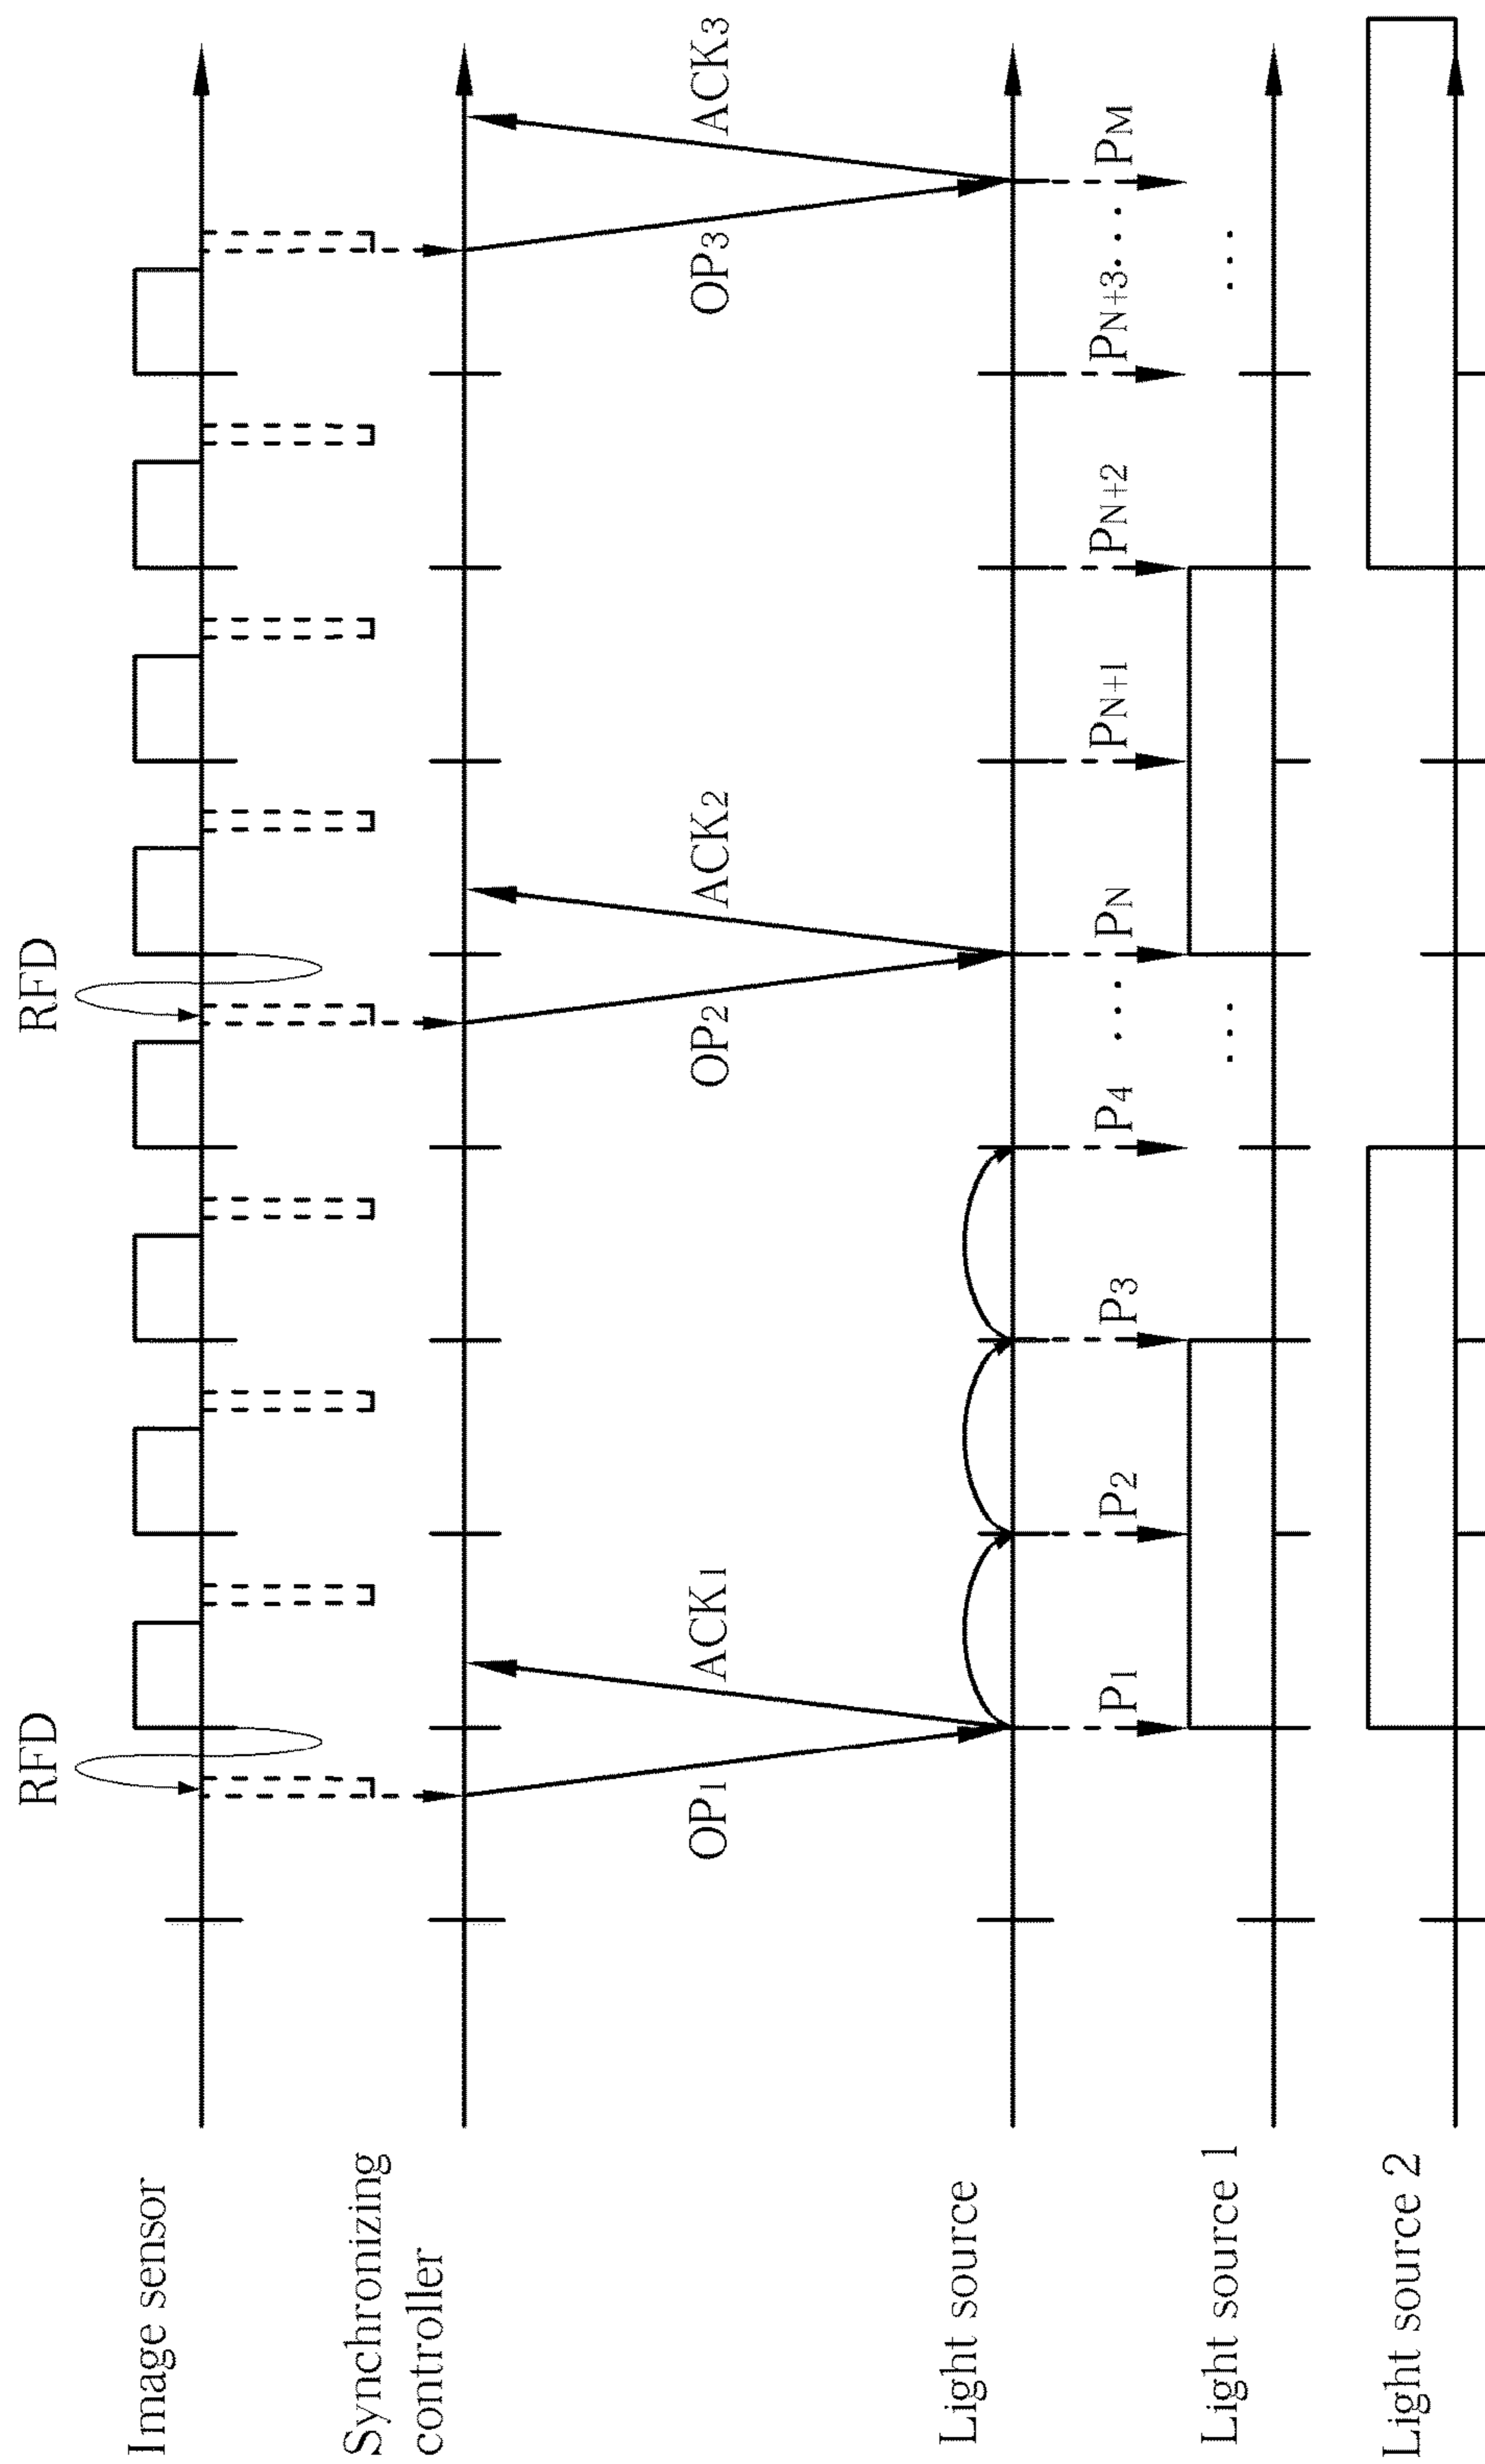 RFD
RFD
Image sensor
Synchronizing
controller
OP1
ACK1
OP2
ACK2
OP3
ACK3
Light source
P1
P2
P3
P4
...
PN
PN+1
PN+2
PN+3
....
PM
Light source 1
...
...
Light source 2